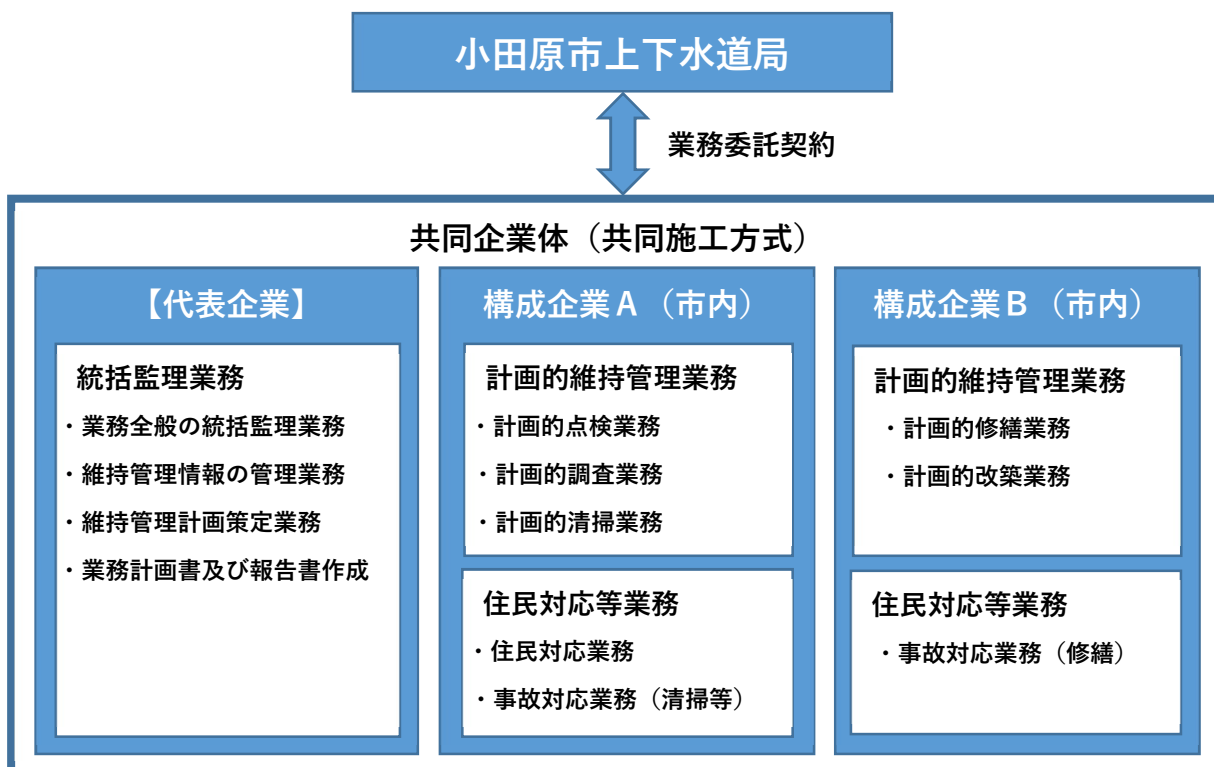 小田原市上下水道局
業務委託契約
共同企業体（共同施工方式）
【代表企業】
統括監理業務
・業務全般の統括監理業務
・維持管理情報の管理業務
・維持管理計画策定業務
・業務計画書及び報告書作成
構成企業Ａ（市内）
計画的維持管理業務
・計画的点検業務
・計画的調査業務
・計画的清掃業務
住民対応等業務
・住民対応業務
・事故対応業務（清掃等）
構成企業Ｂ（市内）
計画的維持管理業務
・計画的修繕業務
・計画的改築業務
住民対応等業務
・事故対応業務（修繕）